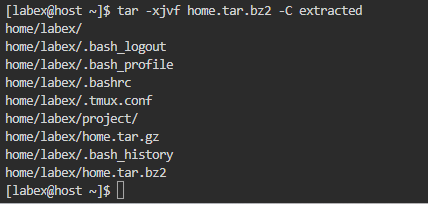 [labex@host ~]$ tar -xjvf home.tar.bz2 -C extracted
home/labex/
home/labex/.bash_logout
home/labex/.bash_profile
home/labex/.bashrc
home/labex/.tmux.conf
home/labex/project/
home/labex/home.tar.gz
home/labex/.bash_history
home/labex/home.tar.bz2
[labex@host ~]$